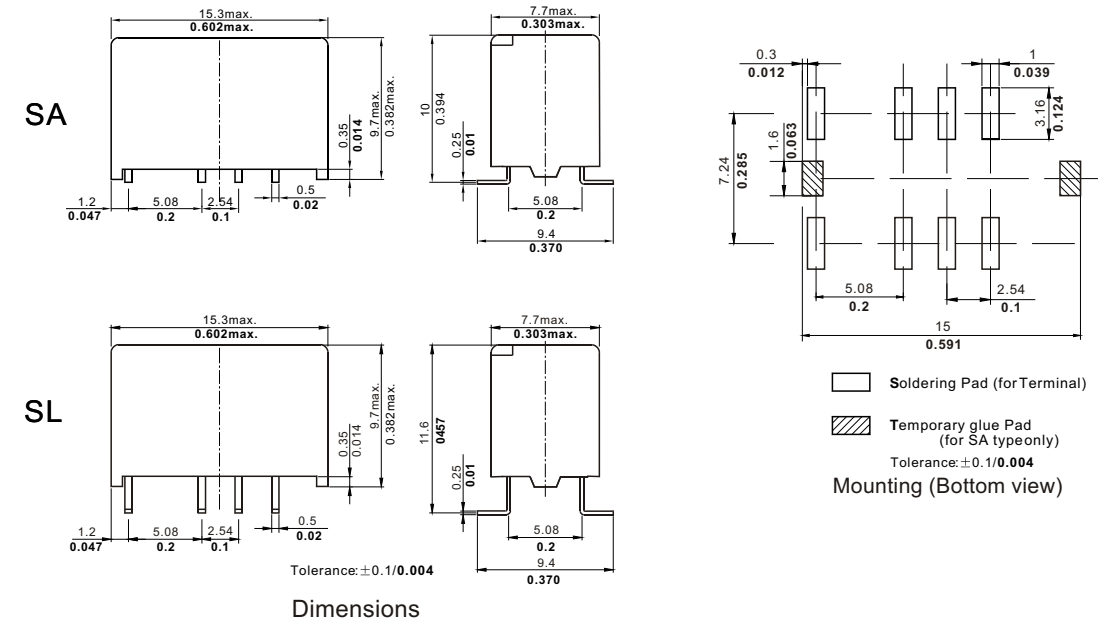 SA
15.3max.
0.602max.
0.35
0.014
9.7max.
0.382max.
1.2
0.047
5.08
0.2
2.54
0.1
0.5
0.02
7.7max.
0.303max.
10
0.394
0.25
0.01
5.08
0.2
9.4
0.370
SL
15.3max.
0.602max.
0.35
0.014
9.7max.
0.382max.
1.2
0.047
5.08
0.2
2.54
0.1
0.5
0.02
7.7max.
0.303max.
11.6
0457
0.25
0.01
5.08
0.2
9.4
0.370
Tolerance:±0.1/0.004
Dimensions
0.3
0.012
1
0.039
3.16
0.124
1.6
0.063
7.24
0.285
5.08
0.2
2.54
0.1
15
0.591
Soldering Pad (for Terminal)
Temporary glue Pad
(for SA typeonly)
Tolerance:±0.1/0.004
Mounting (Bottom view)